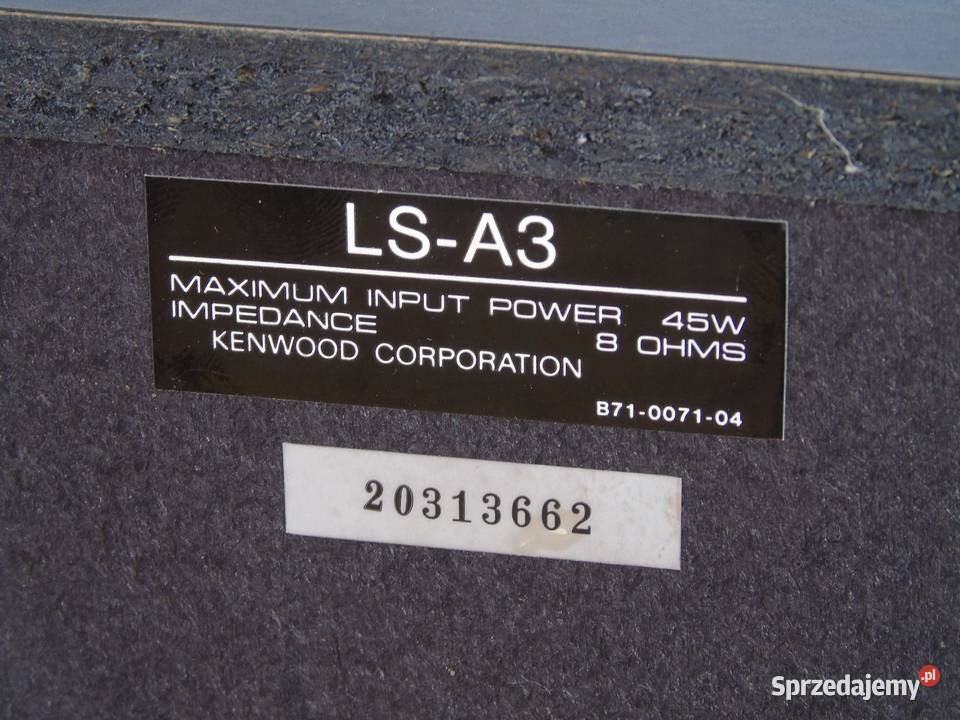 LS-A3
MAXIMUM INPUT POWER 45W
IMPEDANCE 8 OHMS
KENWOOD CORPORATION
B71-0071-04
20313662
Sprzedajemy.pl